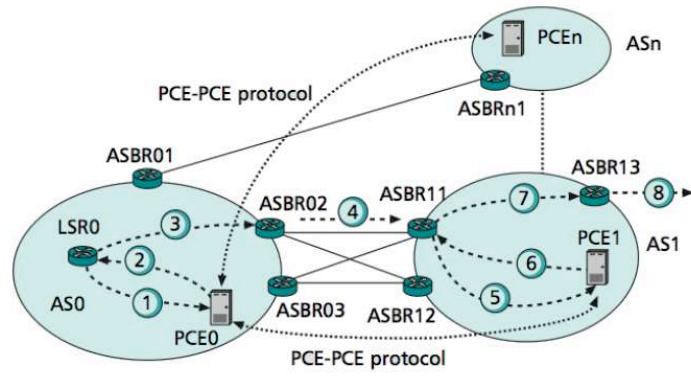 PCEn
ASn
PCE-PCE protocol
ASBRn1
ASBR01
ASBR02
4
ASBR11
7
ASBR13
8
LSR0
3
2
6
PCE1
AS1
AS0
1
5
PCE0
ASBR03
ASBR12
PCE-PCE protocol